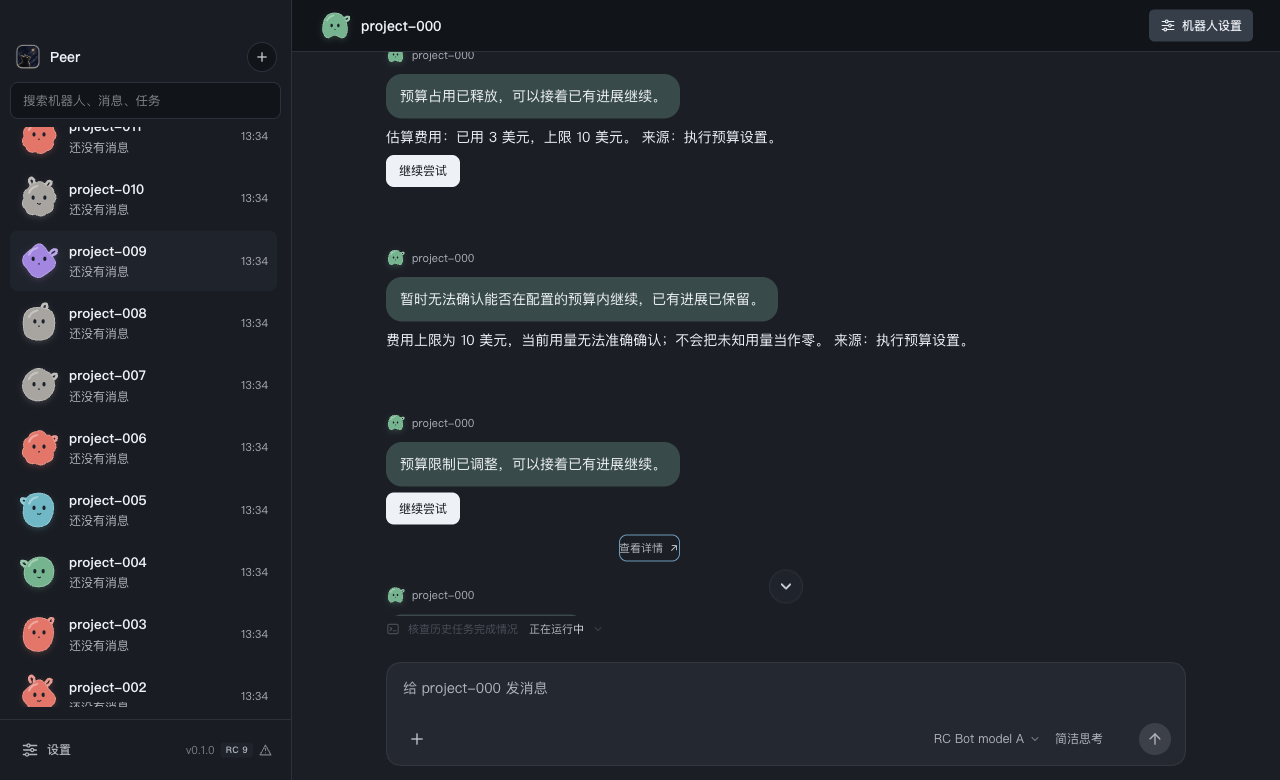 Peer
搜索机器人、消息、任务
project-011
13:34
还没有消息
project-010
13:34
还没有消息
project-009
13:34
还没有消息
project-008
13:34
还没有消息
project-007
13:34
还没有消息
project-006
13:34
还没有消息
project-005
13:34
还没有消息
project-004
13:34
还没有消息
project-003
13:34
还没有消息
project-002
13:34
还没有消息
设置
v0.1.0 RC 9
project-000
机器人设置
project-000
预算占用已释放，可以接着已有进展继续。
估算费用：已用 3 美元，上限 10 美元。 来源：执行预算设置。
继续尝试
project-000
暂时无法确认能否在配置的预算内继续，已有进展已保留。
费用上限为 10 美元，当前用量无法准确确认；不会把未知用量当作零。 来源：执行预算设置。
project-000
预算限制已调整，可以接着已有进展继续。
继续尝试
查看详情
project-000
核查历史任务完成情况 正在运行中
给 project-000 发消息
RC Bot model A 简洁思考